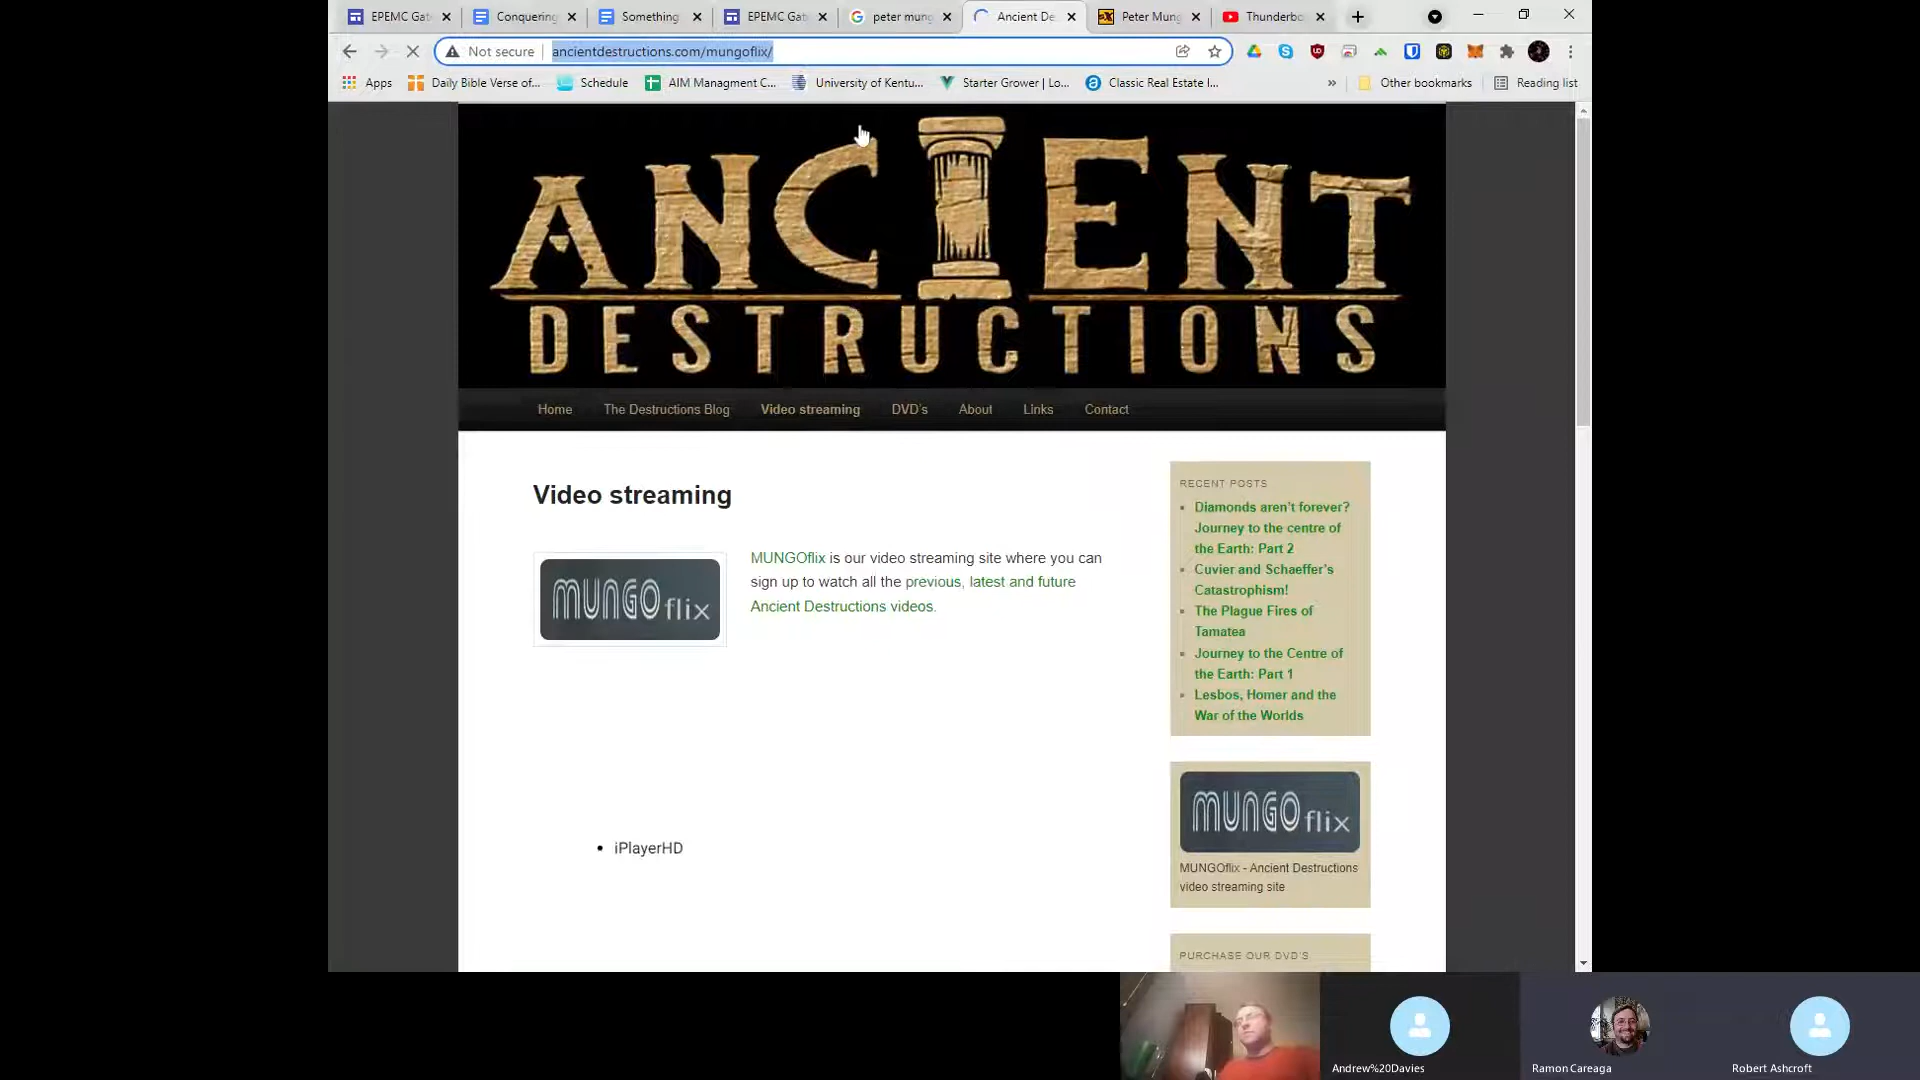 EPEMC Gat
Conquering
Something
EPEMC Gat
peter mung
Ancient De
Peter Mung
Thunderbo
Not secure
ancientdestructions.com/mungoflix/
Apps
Daily Bible Verse of...
Schedule
AIM Managment C...
University of Kentu...
Starter Grower | Lo...
Classic Real Estate I...
»
Other bookmarks
Reading list
ANCIENT
DESTRUCTIONS
Home
The Destructions Blog
Video streaming
DVD's
About
Links
Contact
Video streaming
MUNGO flix
MUNGOflix is our video streaming site where you can
sign up to watch all the previous, latest and future
Ancient Destructions videos.
• iPlayerHD
RECENT POSTS
Diamonds aren't forever?
Journey to the centre of
the Earth: Part 2
Cuvier and Schaeffer's
Catastrophism!
The Plague Fires of
Tamatea
Journey to the Centre of
the Earth: Part 1
Lesbos, Homer and the
War of the Worlds
MUNGO flix
MUNGOflix - Ancient Destructions
video streaming site
PURCHASE OUR DVD'S
Andrew%20Davies
Ramon Careaga
Robert Ashcroft